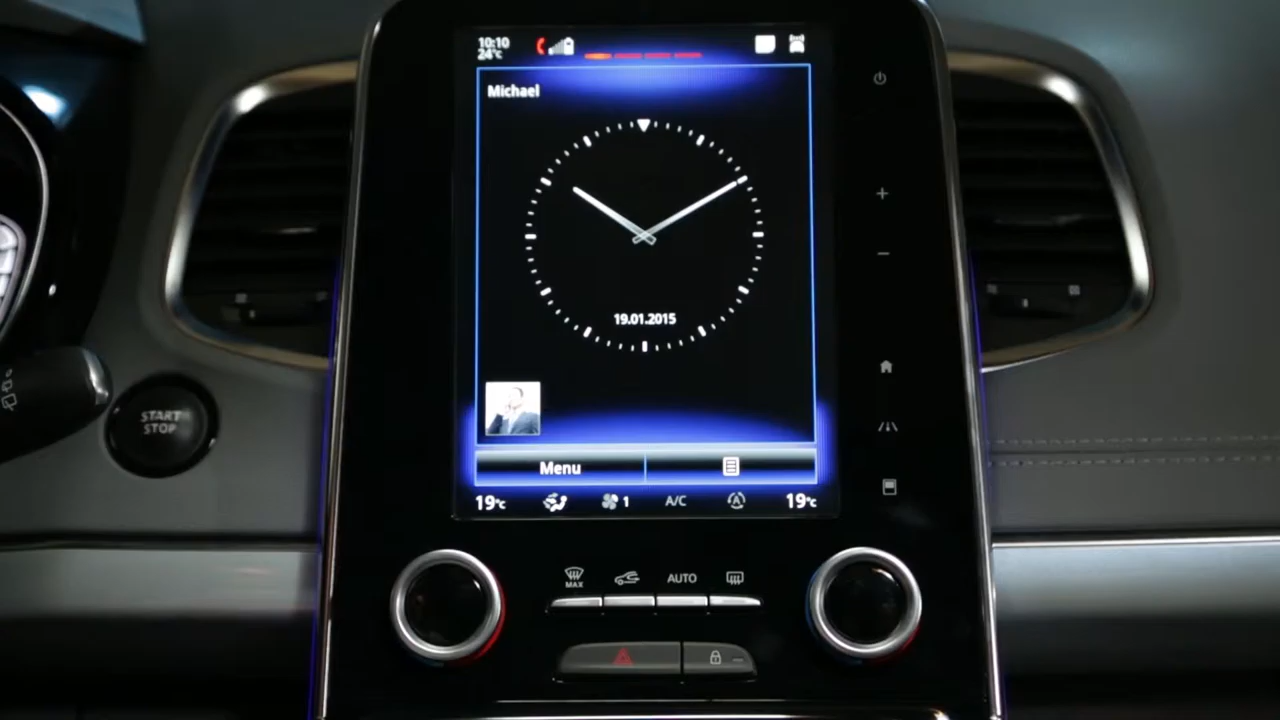 10:10
24°C
Michael
19.01.2015
Menu
19°C 1 A/C A 19°C
START
STOP
MAX
AUTO